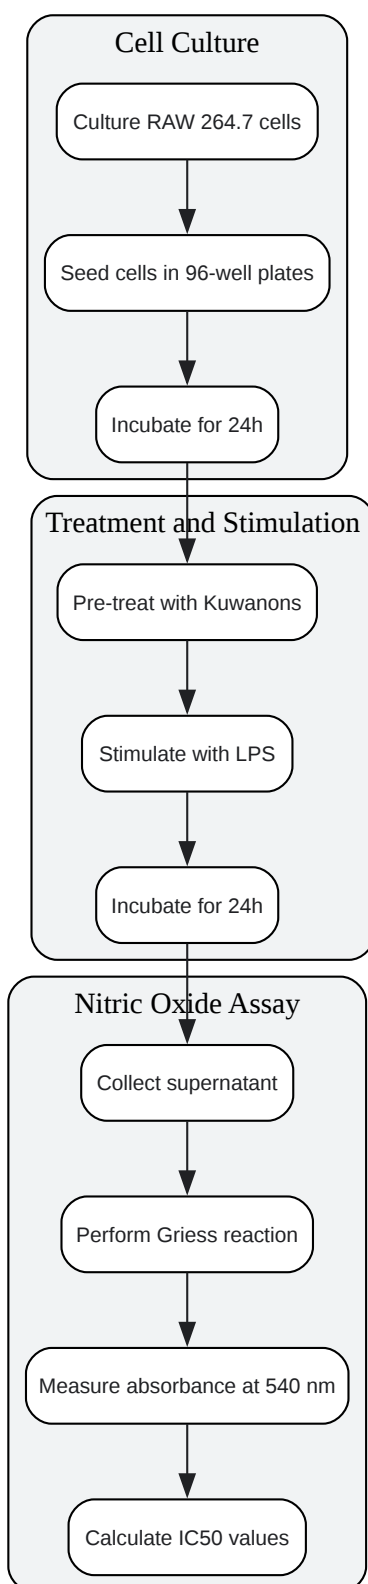 Cell Culture
Culture RAW 264.7 cells
Seed cells in 96-well plates
Incubate for 24h
Treatment and Stimulation
Pre-treat with Kuwanons
Stimulate with LPS
Incubate for 24h
Nitric Oxide Assay
Collect supernatant
Perform Griess reaction
Measure absorbance at 540 nm
Calculate IC50 values